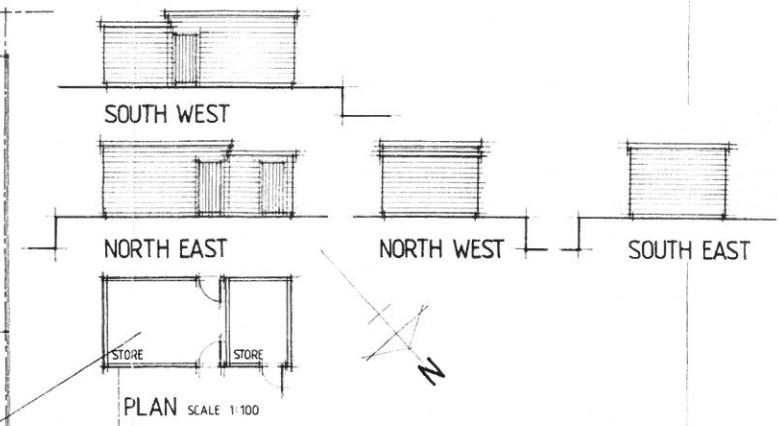 SOUTH WEST
NORTH EAST
NORTH WEST
SOUTH EAST
STORE
STORE
N
PLAN SCALE 1:100